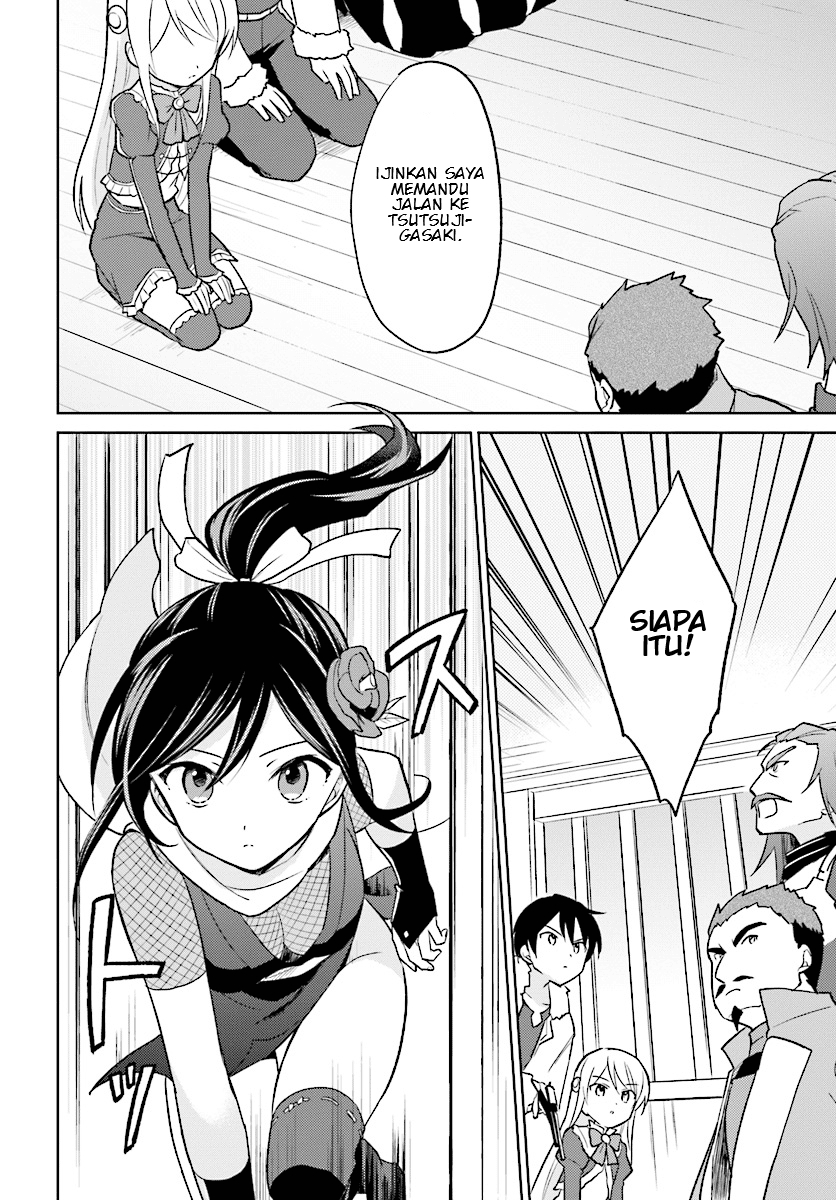 IJINKAN SAYA
MEMANDU
JALAN KE
TSUTSUJI-
GASAKI.
SIAPA
ITU!
ストッ